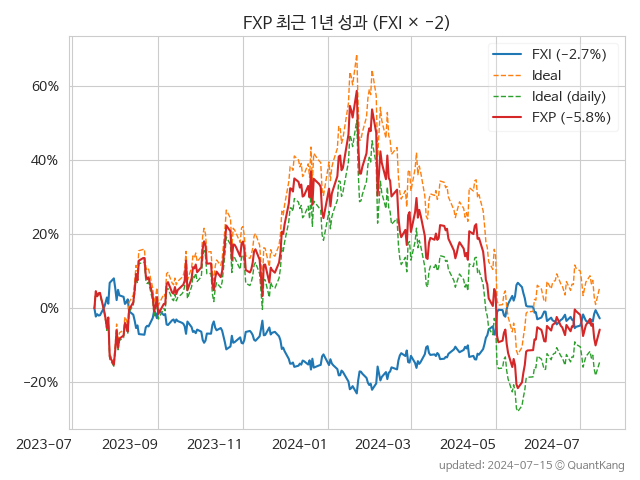 FXP 최근 1년 성과 (FXI × −2)
FXI (−2.7%)
Ideal
Ideal (daily)
FXP (−5.8%)
60%
40%
20%
0%
−20%
2023-07 2023-09 2023-11 2024-01 2024-03 2024-05 2024-07
updated: 2024-07-15 © QuantKang